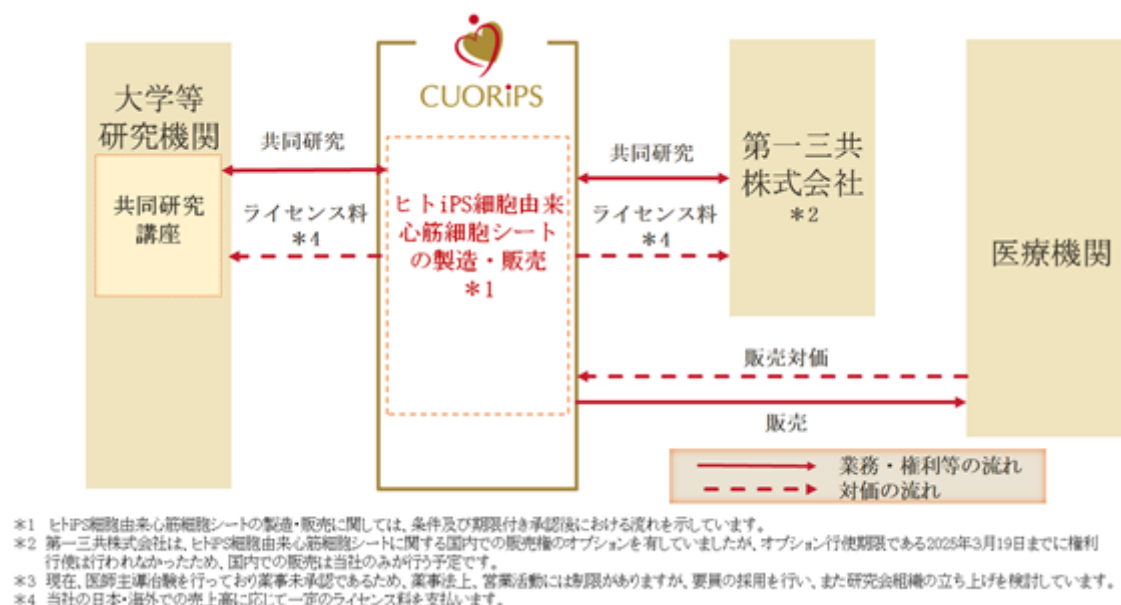 CUORiPS
大学等
研究機関
共同研究
講座
共同研究
ライセンス料
*4
ヒトiPS細胞由来
心筋細胞シート
の製造・販売
*1
共同研究
ライセンス料
*4
第一三共
株式会社
*2
医療機関
販売対価
販売
業務・権利等の流れ
対価の流れ
*1 ヒトiPS細胞由来心筋細胞シートの製造・販売に関しては、条件及び期限付き承認後における流れを示しています。
*2 第一三共株式会社は、ヒトiPS細胞由来心筋細胞シートに関する国内での販売権のオプションを有していましたが、オプション行使期限である2025年3月19日までに権利
行使は行われなかったため、国内での販売は当社のみが行う予定です。
*3 現在、医師主導治験を行っており薬事未承認であるため、薬事法上、営業活動には制限がありますが、要員の採用を行い、また研究会組織の立ち上げを検討しています。
*4 当社の日本・海外での売上高に応じて一定のライセンス料を支払います。